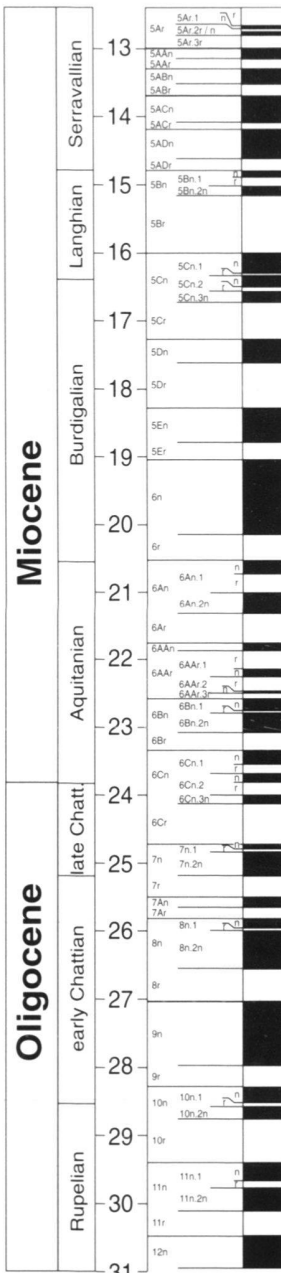 Miocene
Oligocene
Serravallian
Langhian
Burdigalian
Aquitanian
late Chatt.
early Chattian
Rupelian
13
14
15
16
17
18
19
20
21
22
23
24
25
26
27
28
29
30
31
5Ar
5Ar.1 n r
5Ar.2r / n
5Ar.3r
5AAn
5AAr
5ABn
5ABr
5ACn
5ACr
5ADn
5ADr
5Bn
5Bn.1 n r
5Bn.2n
5Br
5Cn
5Cn.1 n r
5Cn.2 n r
5Cn.3n
5Cr
5Dn
5Dr
5En
5Er
6n
6r
6An
6An.1 n r
6An.2n
6Ar
6AAn
6AAr
6AAr.1 r n
6AAr.2 r n
6AAr.3r
6Bn
6Bn.1 n r
6Bn.2n
6Br
6Cn
6Cn.1 n r
6Cn.2 n r
6Cn.3n
6Cr
7n
7n.1 n r
7n.2n
7r
7An
7Ar
8n
8n.1 n r
8n.2n
8r
9n
9r
10n
10n.1 n r
10n.2n
10r
11n
11n.1 n r
11n.2n
11r
12n